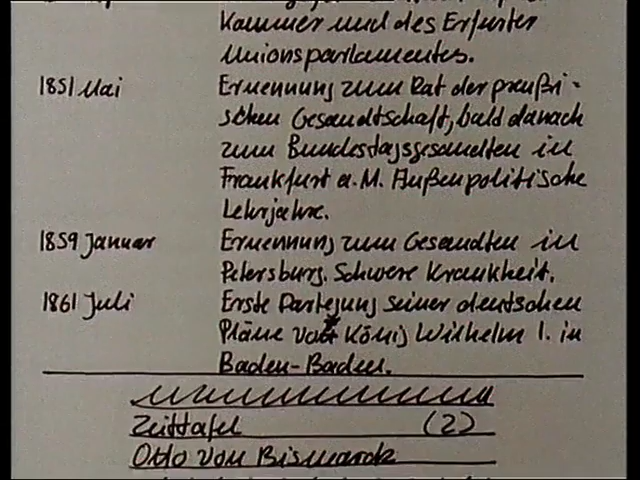 Kammer und des Erfurter
Unionsparlamentes.
1851 Mai Ernennung zum Rat der preußi-
schen Gesandtschaft, bald danach
zum Bundestagsgesandten in
Frankfurt a.M. Außenpolitische
Lehrjahre.
1859 Januar Ernennung zum Gesandten in
Petersburg. Schwere Krankheit.
1861 Juli Erste Darlegung seiner deutschen
Pläne vor König Wilhelm I. in
Baden-Baden.
Zeittafel (2)
Otto von Bismarck